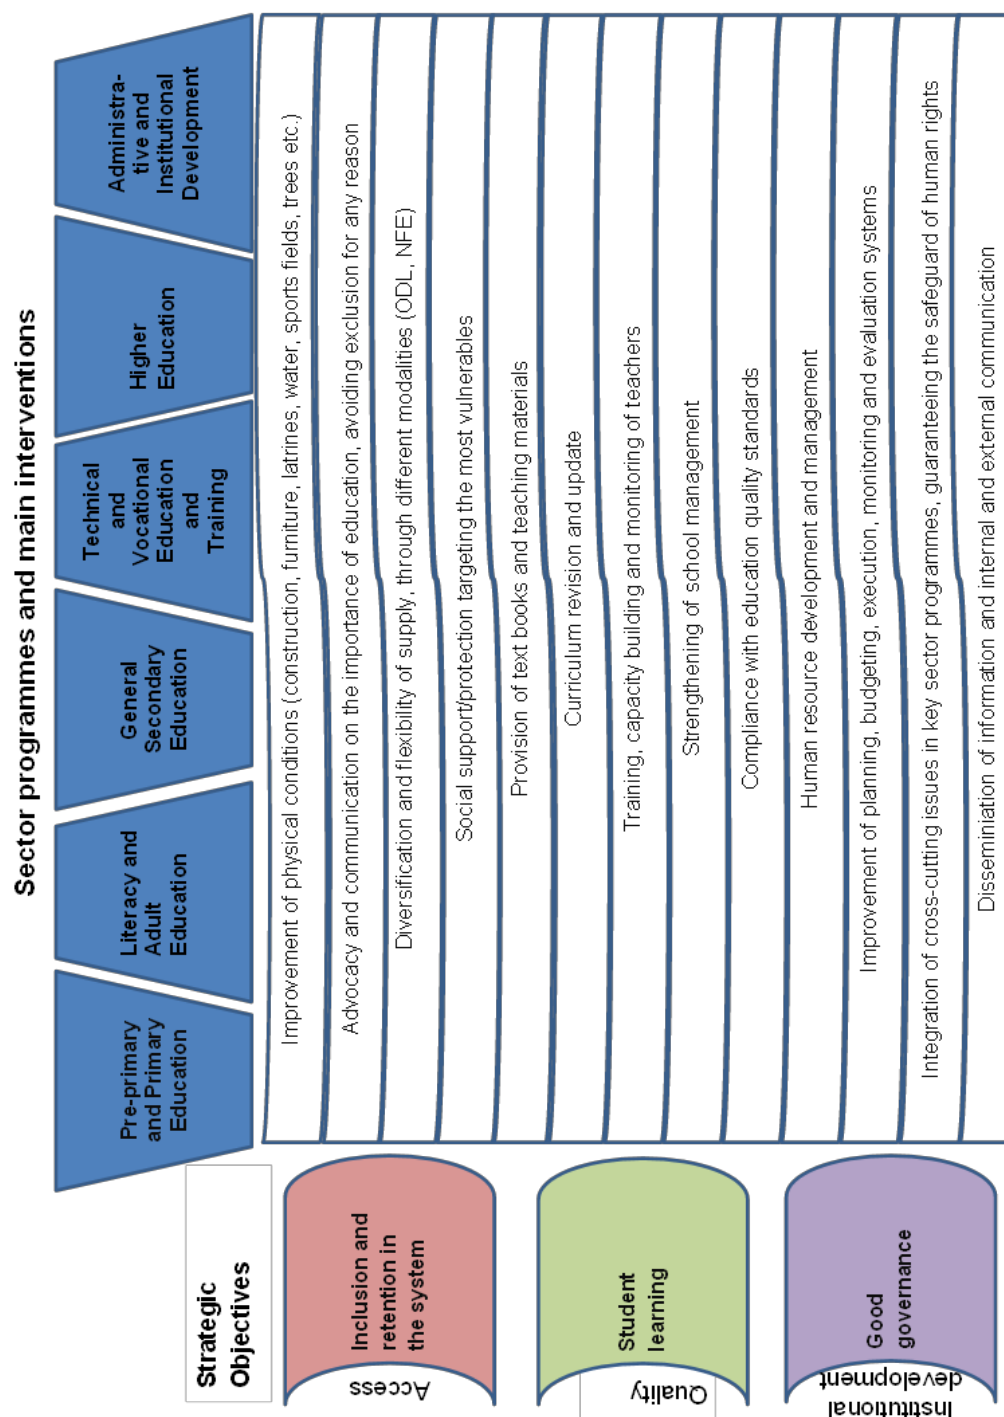 Sector programmes and main interventions
Pre-primary
and Primary
Education
Literacy and
Adult
Education
General
Secondary
Education
Technical
and
Vocational
Education
and
Training
Higher
Education
Administra-
tive and
Institutional
Development
Strategic
Objectives
Access
Inclusion and
retention in
the system
Improvement of physical conditions (construction, furniture, latrines, water, sports fields, trees etc.)
Advocacy and communication on the importance of education, avoiding exclusion for any reason
Diversification and flexibility of supply, through different modalities (ODL, NFE)
Social support/protection targeting the most vulnerables
Quality
Student
learning
Provision of text books and teaching materials
Curriculum revision and update
Training, capacity building and monitoring of teachers
Strengthening of school management
Compliance with education quality standards
Institutional
development
Good
governance
Human resource development and management
Improvement of planning, budgeting, execution, monitoring and evaluation systems
Integration of cross-cutting issues in key sector programmes, guaranteeing the safeguard of human rights
Disseminiation of information and internal and external communication